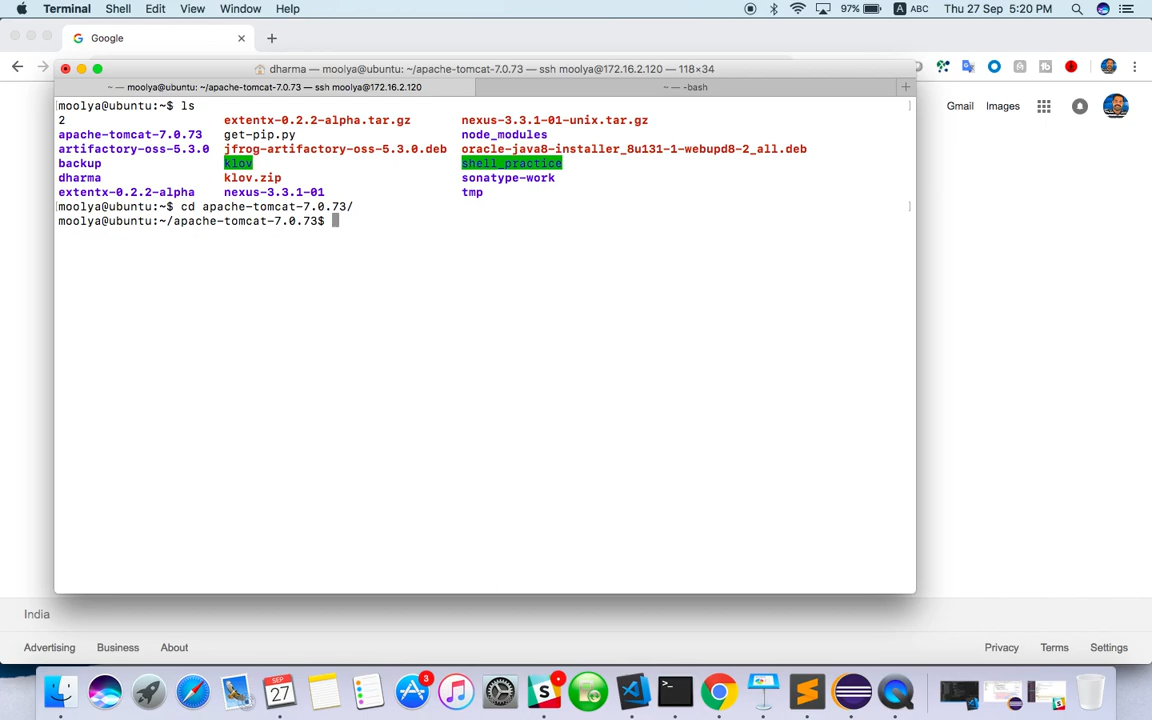 Terminal Shell Edit View Window Help 97% A ABC Thu 27 Sep 5:20 PM
Google
dharma — moolya@ubuntu: ~/apache-tomcat-7.0.73 — ssh moolya@172.16.2.120 — 118×34
~ — moolya@ubuntu: ~/apache-tomcat-7.0.73 — ssh moolya@172.16.2.120 ~ — -bash
Gmail Images
moolya@ubuntu:~$ ls
2 extentx-0.2.2-alpha.tar.gz nexus-3.3.1-01-unix.tar.gz
apache-tomcat-7.0.73 get-pip.py node_modules
artifactory-oss-5.3.0 jfrog-artifactory-oss-5.3.0.deb oracle-java8-installer_8u131-1-webupd8-2_all.deb
backup klov shell_practice
dharma klov.zip sonatype-work
extentx-0.2.2-alpha nexus-3.3.1-01 tmp
moolya@ubuntu:~$ cd apache-tomcat-7.0.73/
moolya@ubuntu:~/apache-tomcat-7.0.73$
India
Advertising Business About Privacy Terms Settings
SEP
27
3